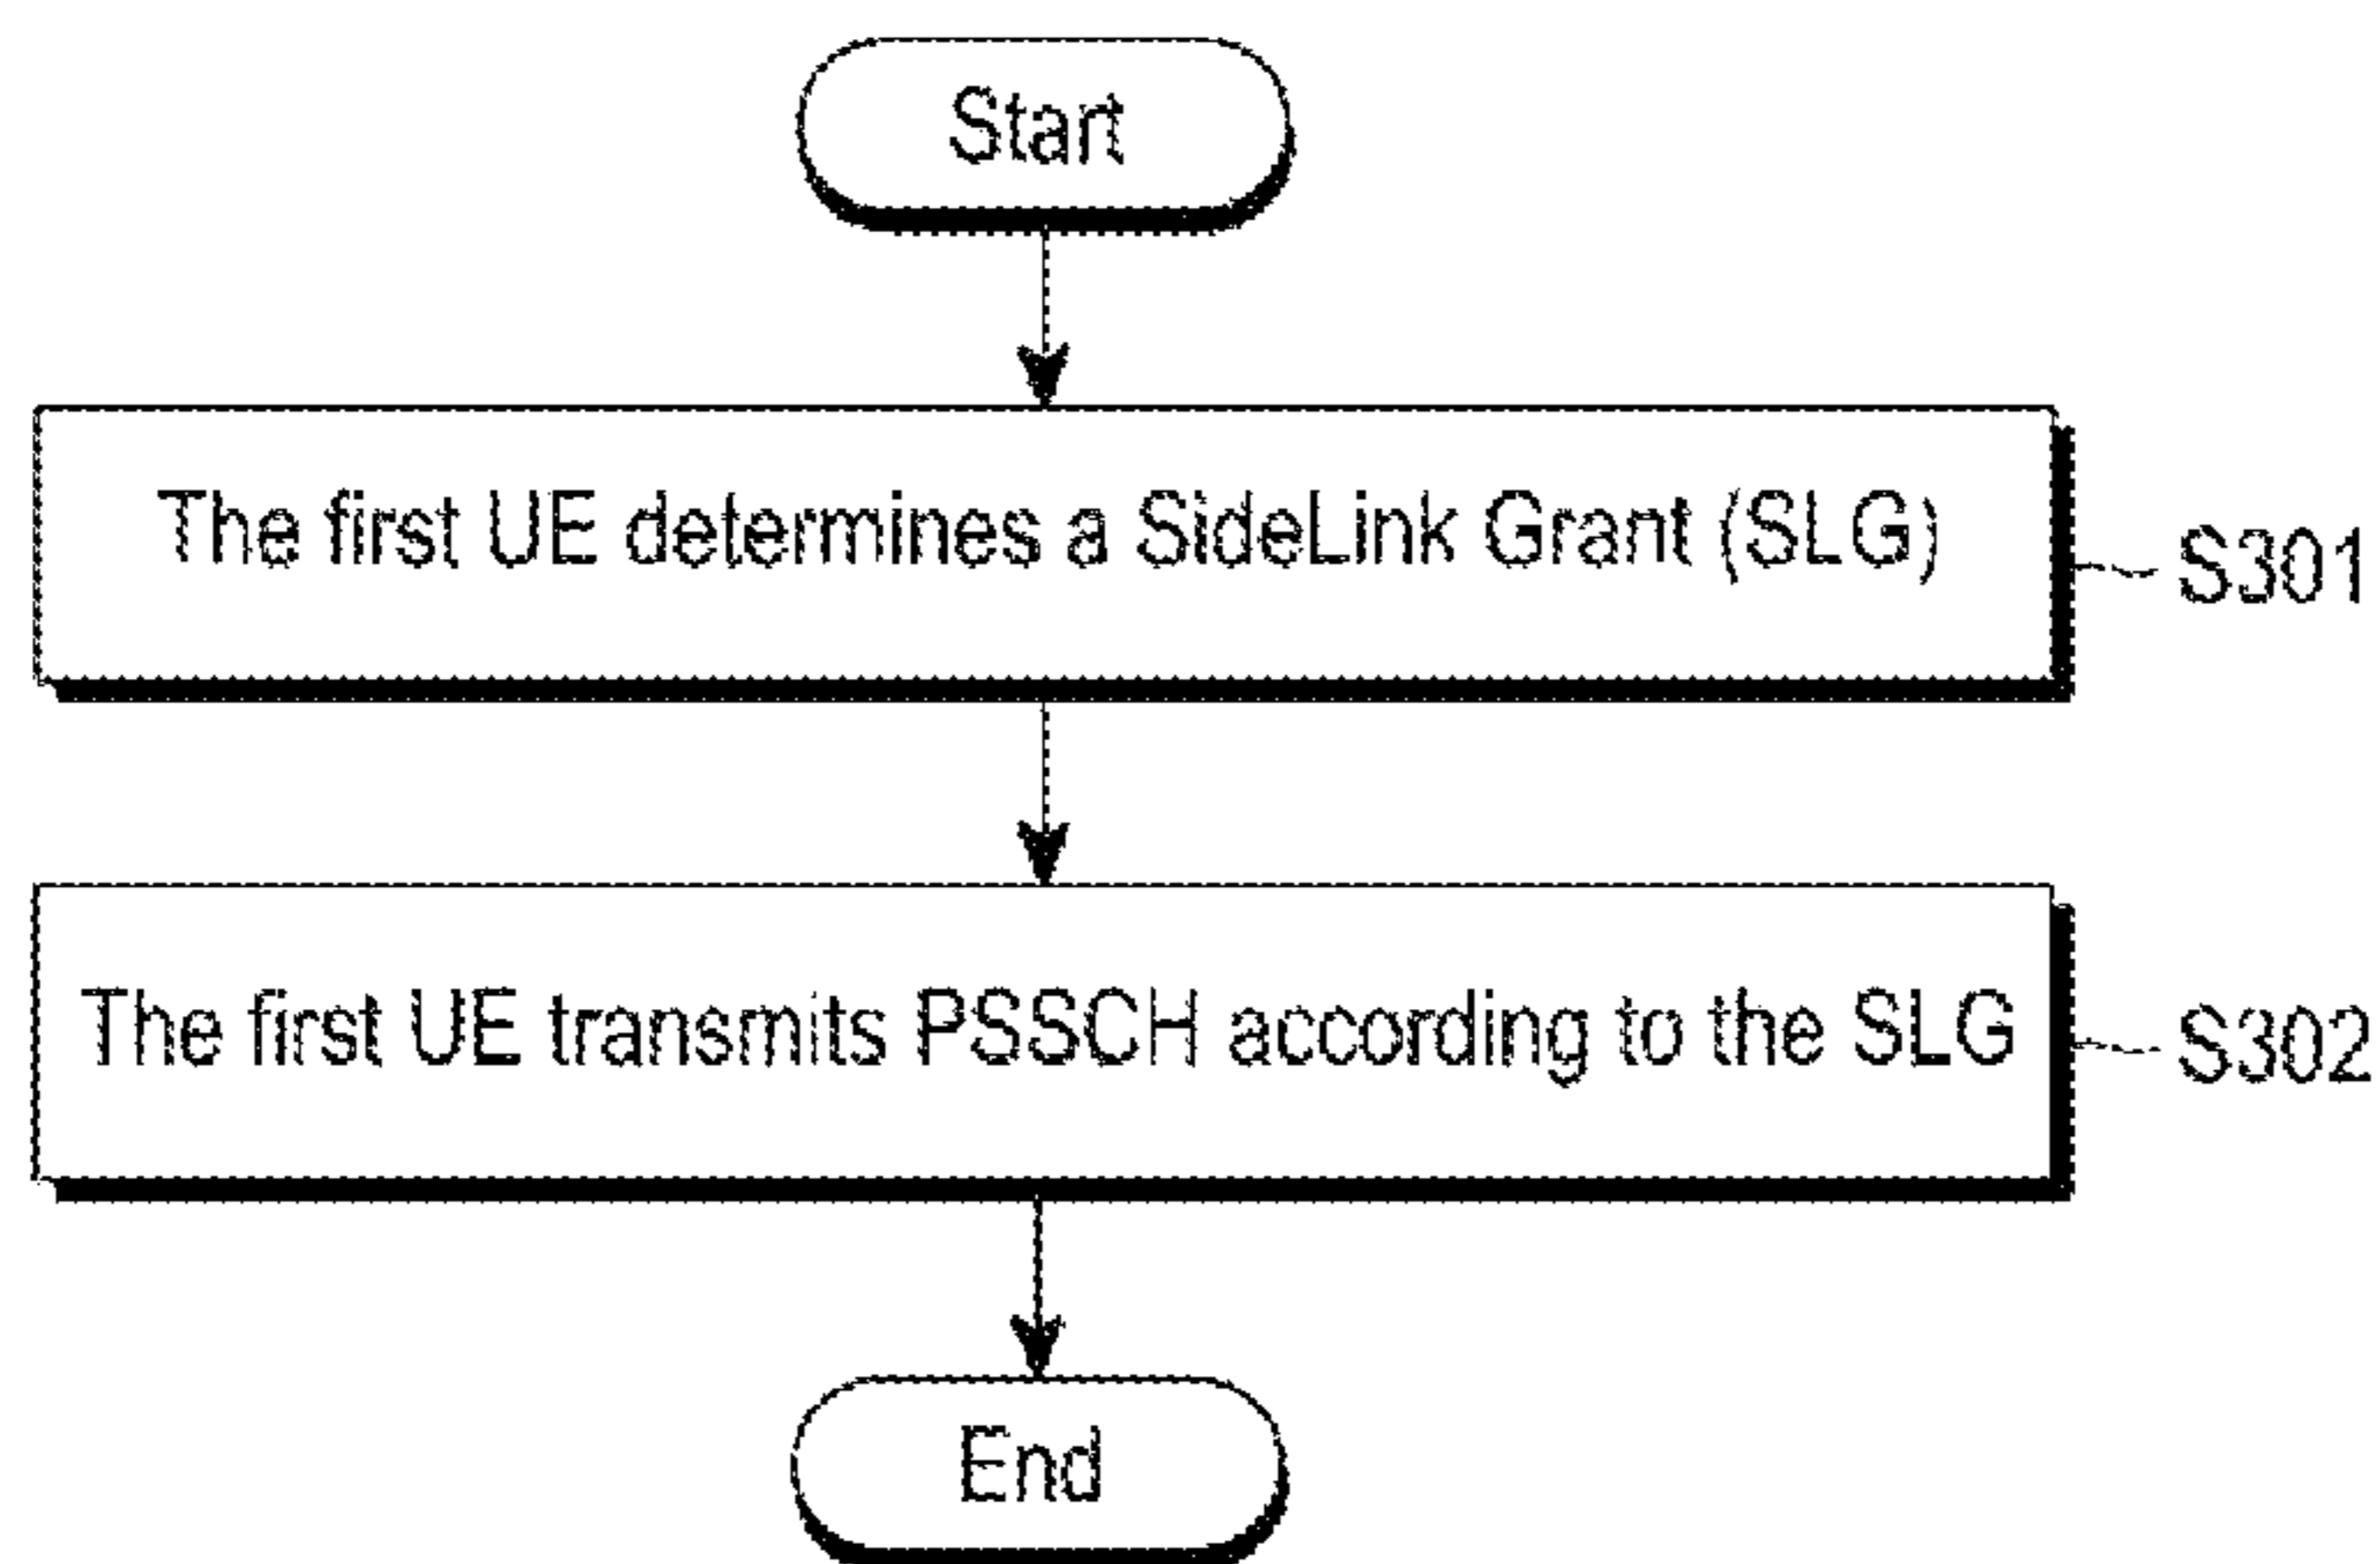 Start
The first UE determines a SideLink Grant (SLG)
S301
The first UE transmits PSSCH according to the SLG
S302
End